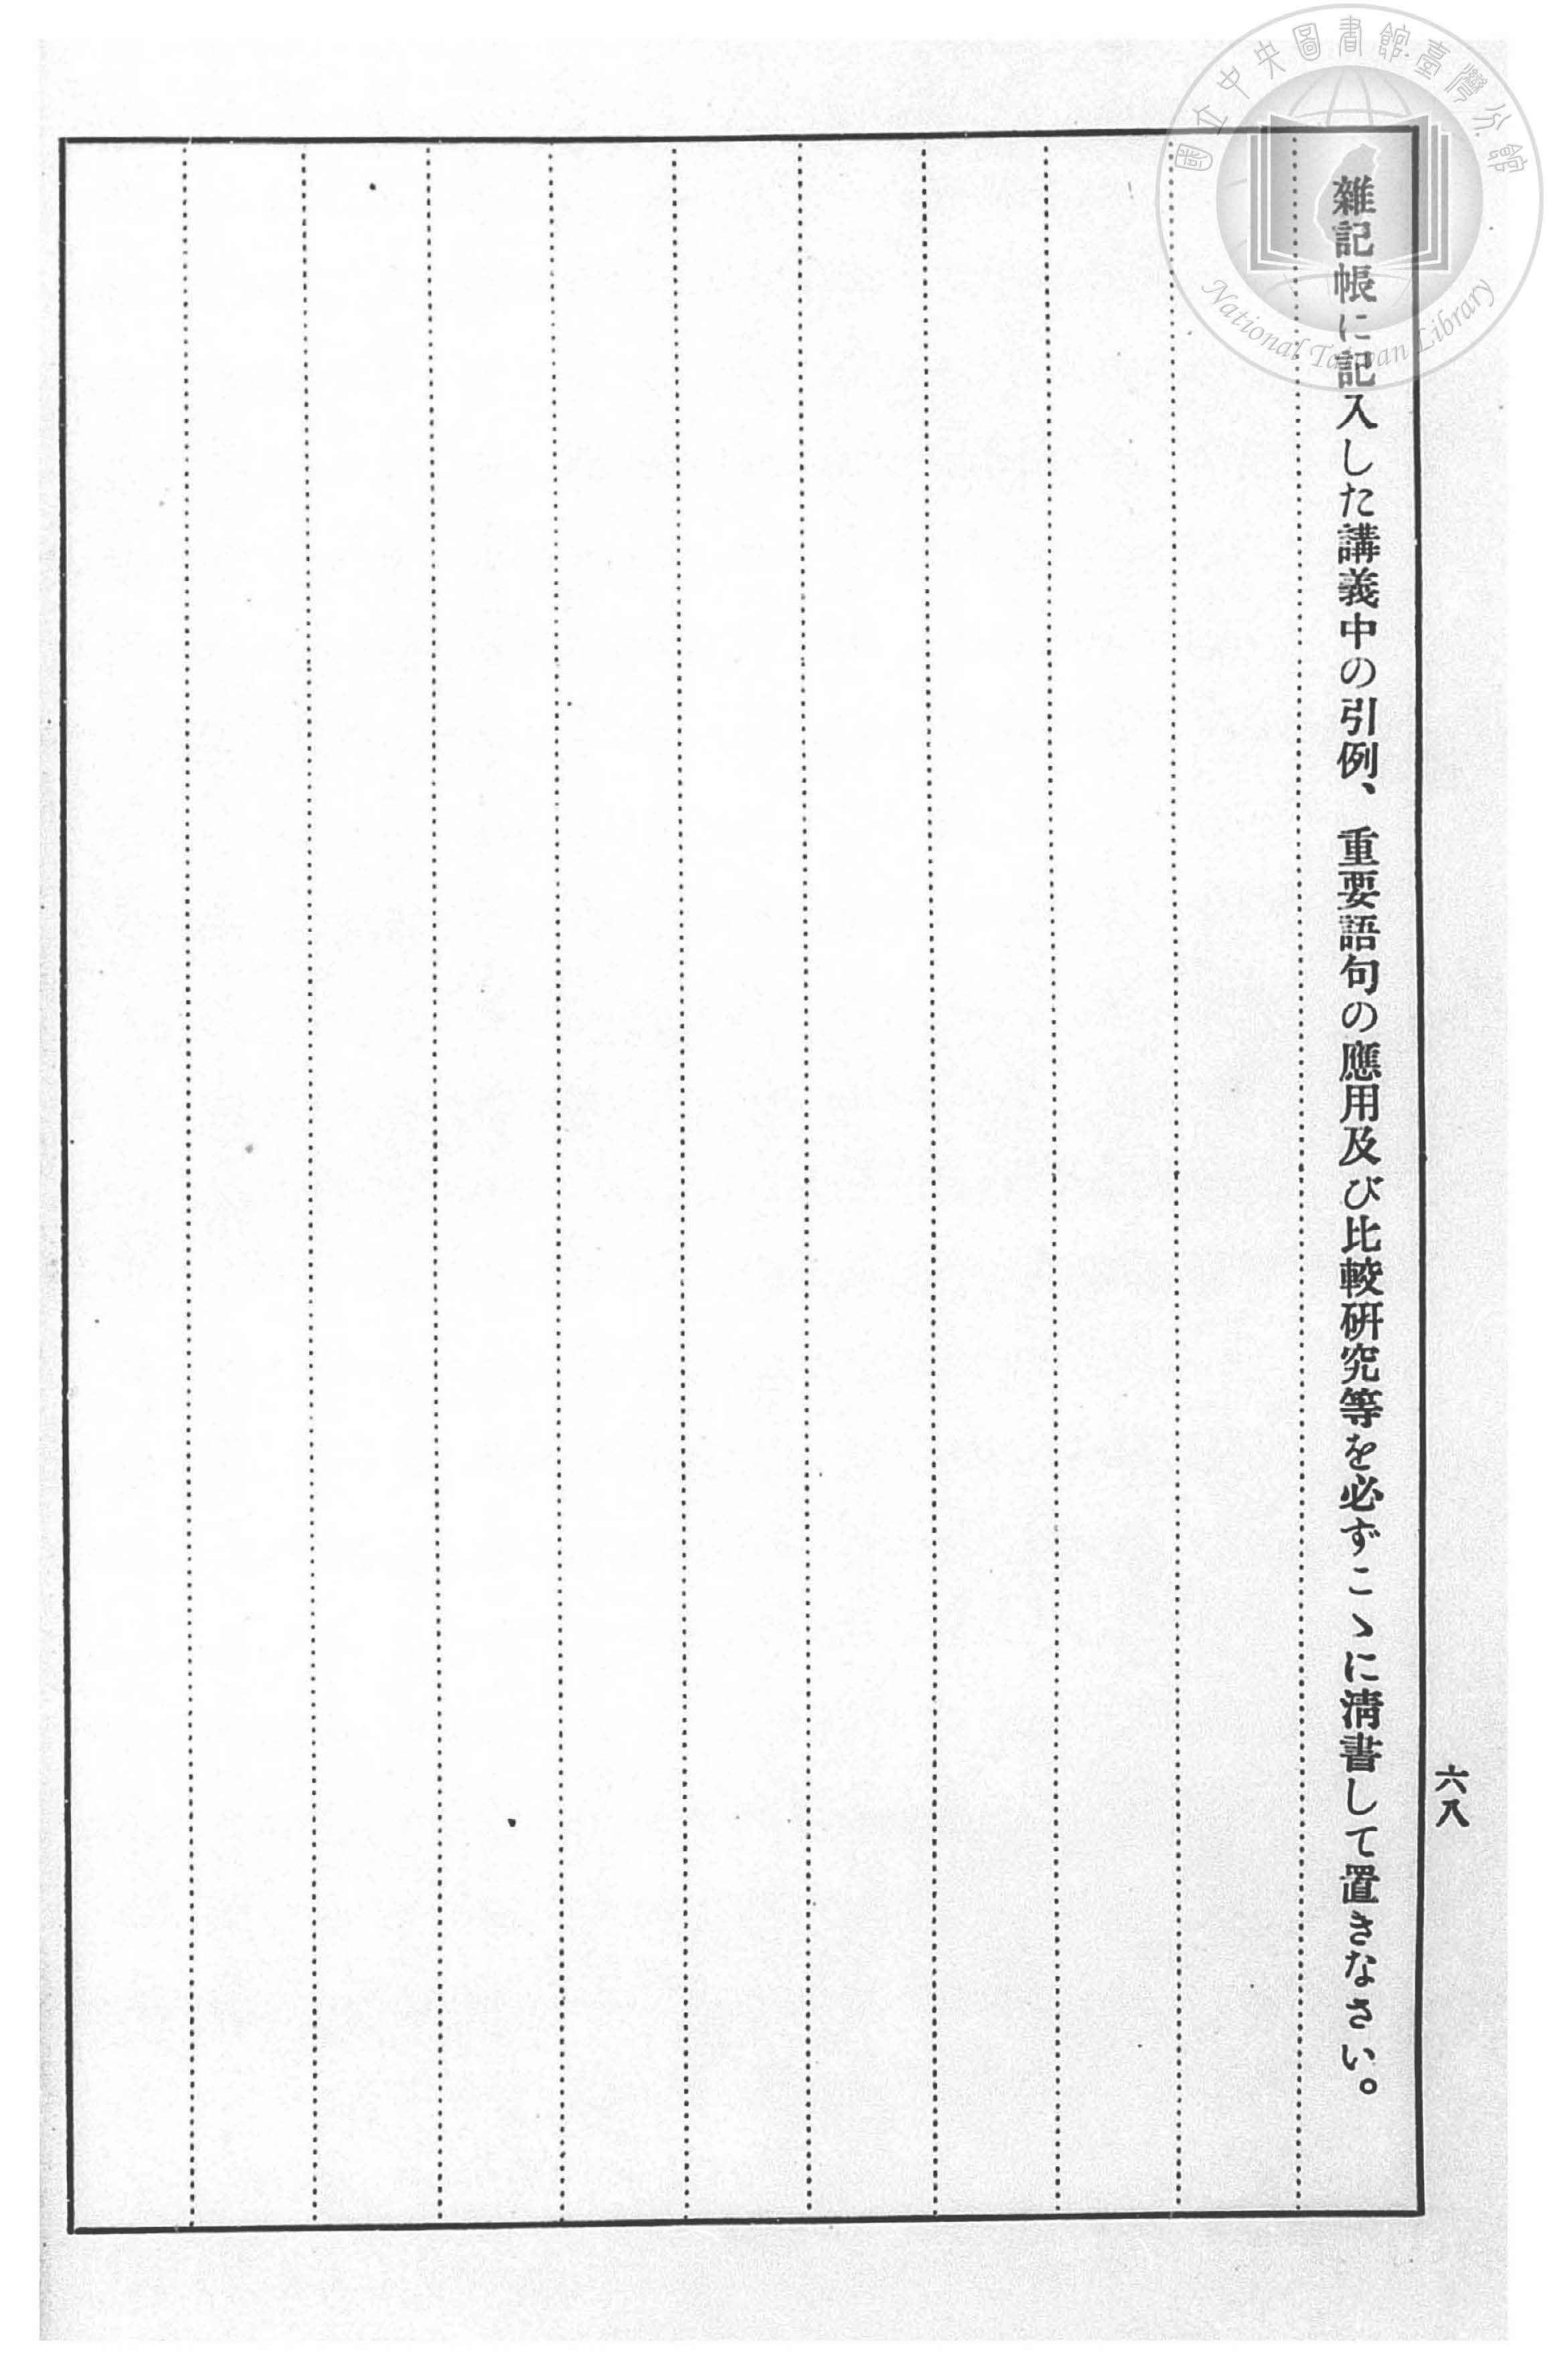 雜記帳に記入した講義中の引例、重要語句の應用及び比較硏究等を必ずこゝに淸書して置きなさい。
六八
國立中央圖書館臺灣分館
National Taiwan Library